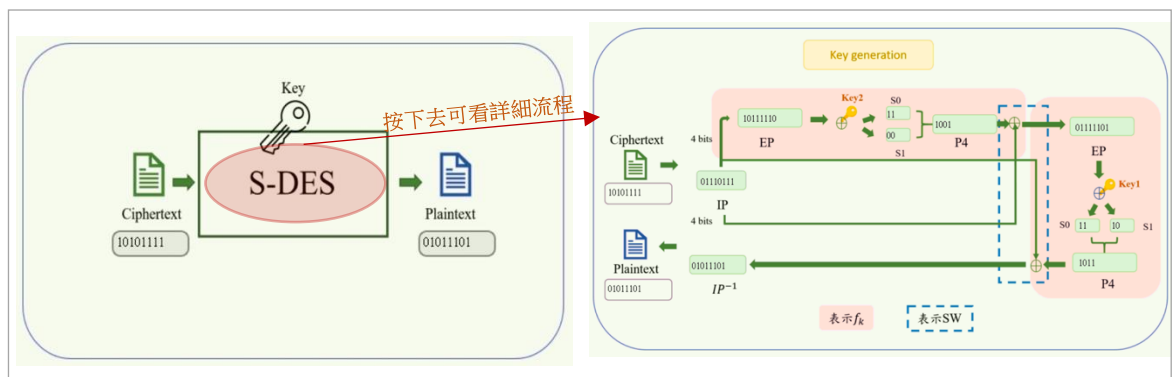 Key
按下去可看詳細流程
S-DES
Ciphertext
10101111
Plaintext
01011101
Key generation
Ciphertext
10101111
4 bits
01110111
IP
4 bits
10111110
EP
Key2
S0
11
00
S1
1001
P4
01111101
EP
Key1
S0
11
10
S1
1011
P4
Plaintext
01011101
01011101
IP⁻¹
表示fₖ
表示SW